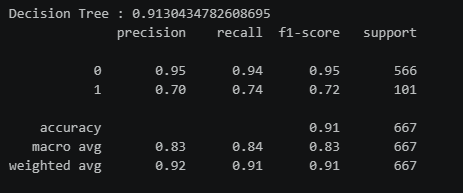 Decision Tree : 0.9130434782608695
precision recall f1-score support
0 0.95 0.94 0.95 566
1 0.70 0.74 0.72 101
accuracy 0.91 667
macro avg 0.83 0.84 0.83 667
weighted avg 0.92 0.91 0.91 667